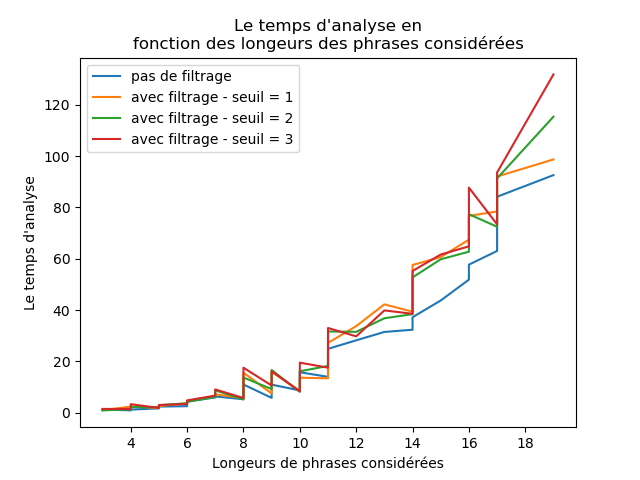 Le temps d'analyse en
fonction des longeurs des phrases considérées
pas de filtrage
avec filtrage - seuil = 1
avec filtrage - seuil = 2
avec filtrage - seuil = 3
Le temps d'analyse
120
100
80
60
40
20
0
4 6 8 10 12 14 16 18
Longeurs de phrases considérées